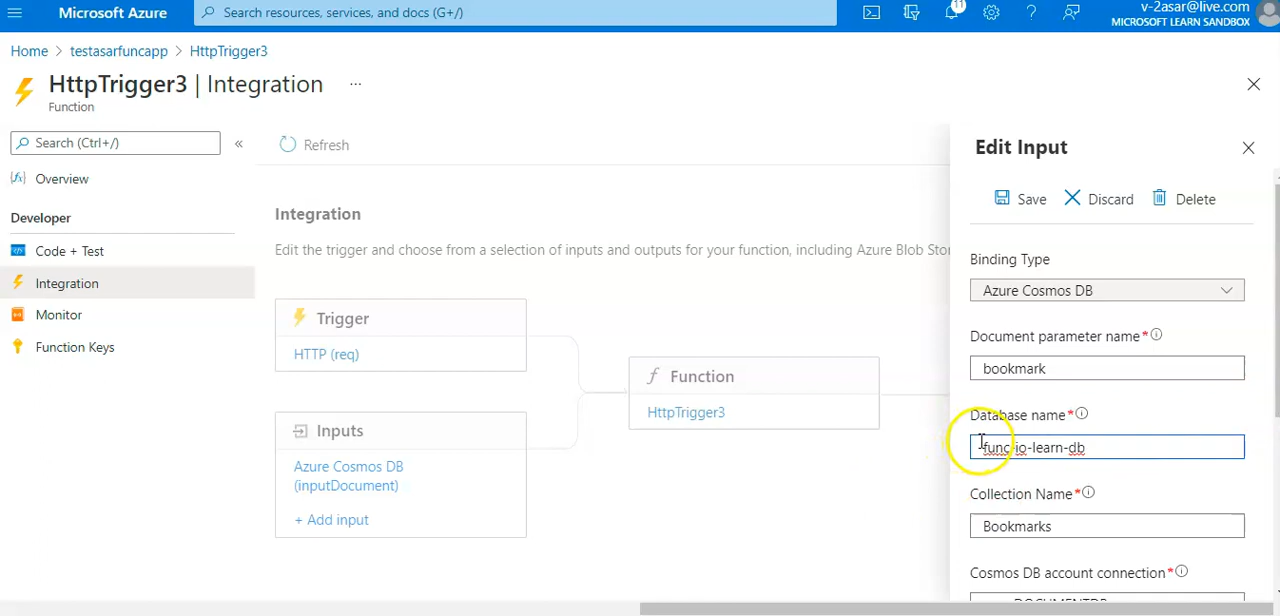 Microsoft Azure
Search resources, services, and docs (G+/)
11
?
v-2asar@live.com
MICROSOFT LEARN SANDBOX
Home > testasarfuncapp > HttpTrigger3
HttpTrigger3 | Integration ...
Function
Search (Ctrl+/)
«
Refresh
Edit Input
Overview
Save Discard Delete
Developer
Integration
Code + Test
Edit the trigger and choose from a selection of inputs and outputs for your function, including Azure Blob Stor
Binding Type
Integration
Azure Cosmos DB
Monitor
Trigger
Document parameter name*
Function Keys
HTTP (req)
bookmark
Function
HttpTrigger3
Database name*
Inputs
func-io-learn-db
Azure Cosmos DB
(inputDocument)
Collection Name*
+ Add input
Bookmarks
Cosmos DB account connection*